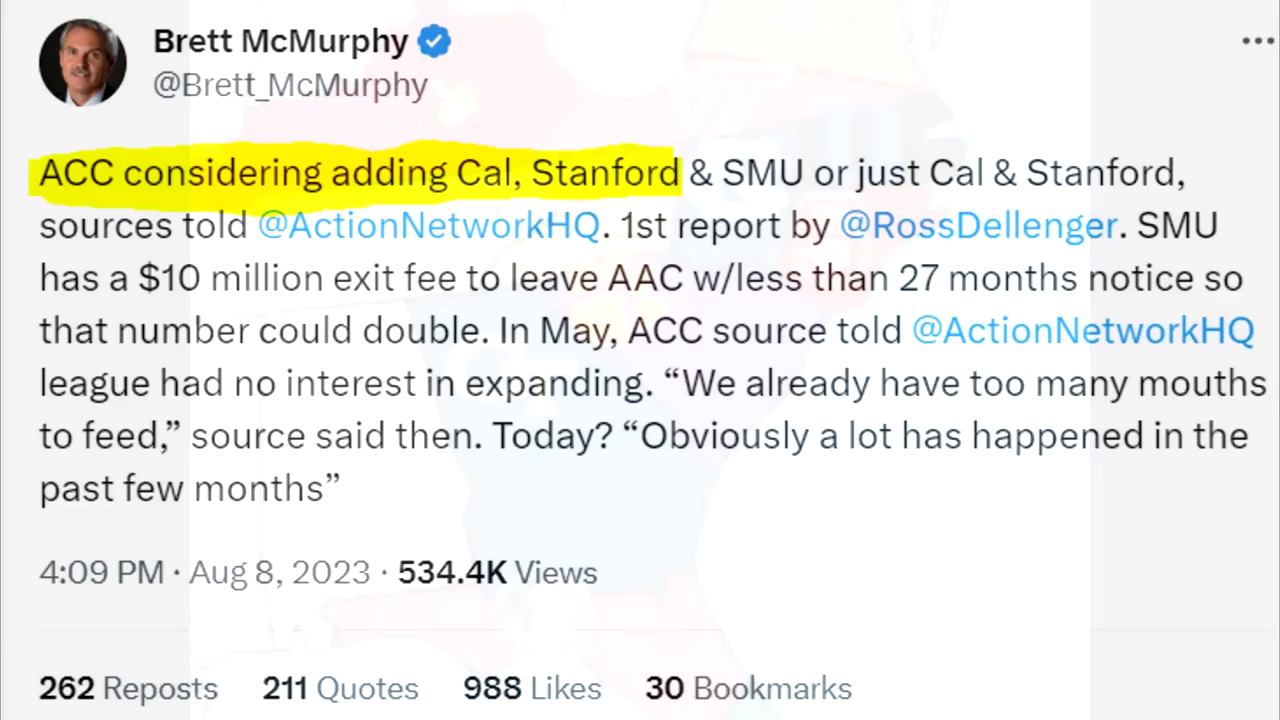 Brett McMurphy
@Brett_McMurphy
ACC considering adding Cal, Stanford & SMU or just Cal & Stanford,
sources told @ActionNetworkHQ. 1st report by @RossDellenger. SMU
has a $10 million exit fee to leave AAC w/less than 27 months notice so
that number could double. In May, ACC source told @ActionNetworkHQ
league had no interest in expanding. “We already have too many mouths
to feed,” source said then. Today? “Obviously a lot has happened in the
past few months”
4:09 PM · Aug 8, 2023 · 534.4K Views
262 Reposts 211 Quotes 988 Likes 30 Bookmarks